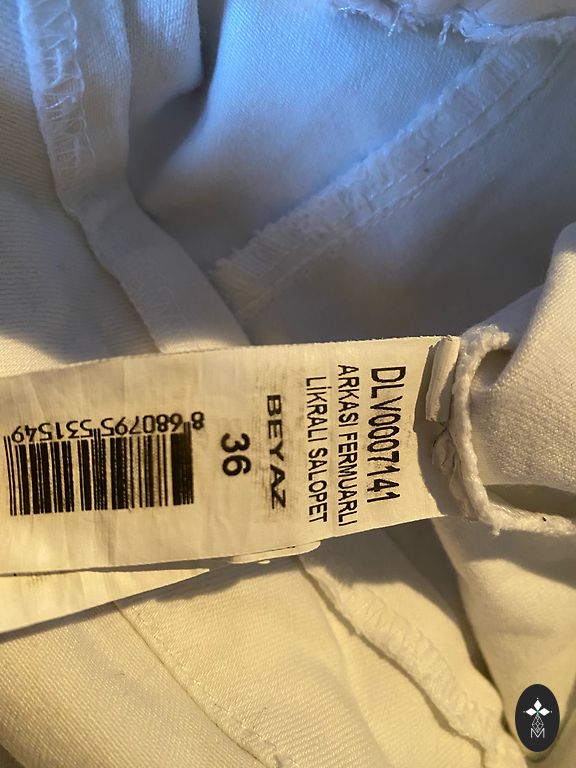 DLV0007141
ARKASI FERMUARLI
LİKRALI SALOPET
BEYAZ
36
8 680795 531549